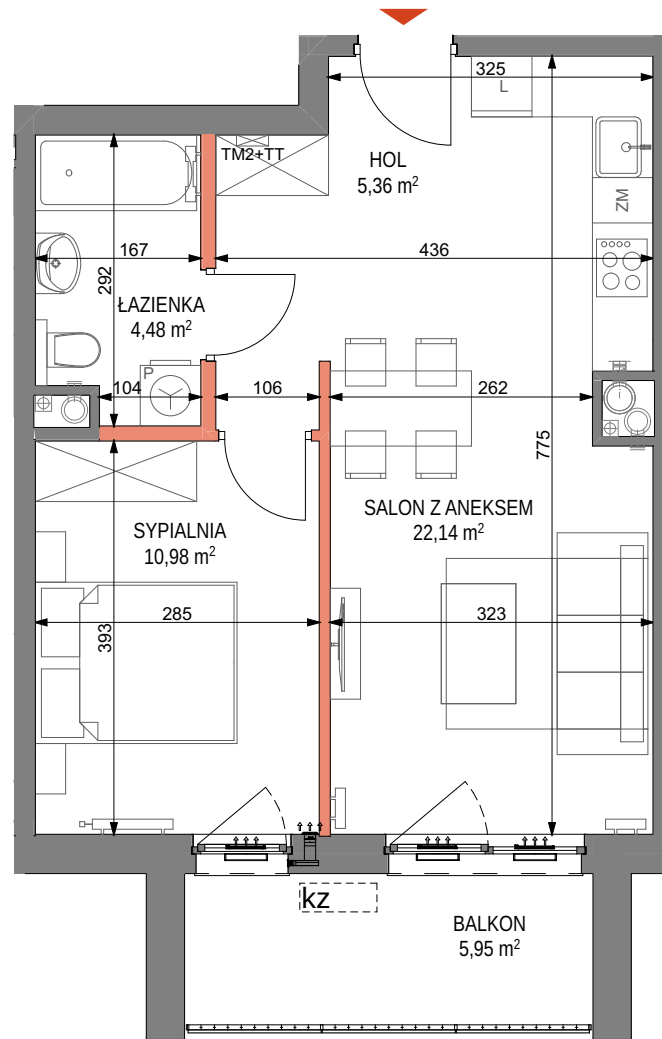 325
L
TM2+TT
HOL
5,36 m²
ZM
167
436
292
ŁAZIENKA
4,48 m²
P
104
106
262
775
SYPIALNIA
10,98 m²
SALON Z ANEKSEM
22,14 m²
285
323
393
kz
BALKON
5,95 m²